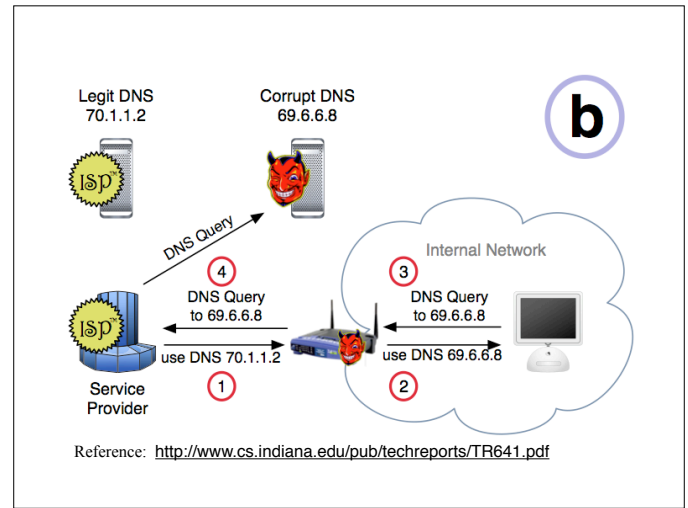 Legit DNS
70.1.1.2
Corrupt DNS
69.6.6.8
b
ISP™
DNS Query
Internal Network
4
3
DNS Query
to 69.6.6.8
DNS Query
to 69.6.6.8
ISP™
use DNS 70.1.1.2
use DNS 69.6.6.8
1
2
Service
Provider
Reference: http://www.cs.indiana.edu/pub/techreports/TR641.pdf